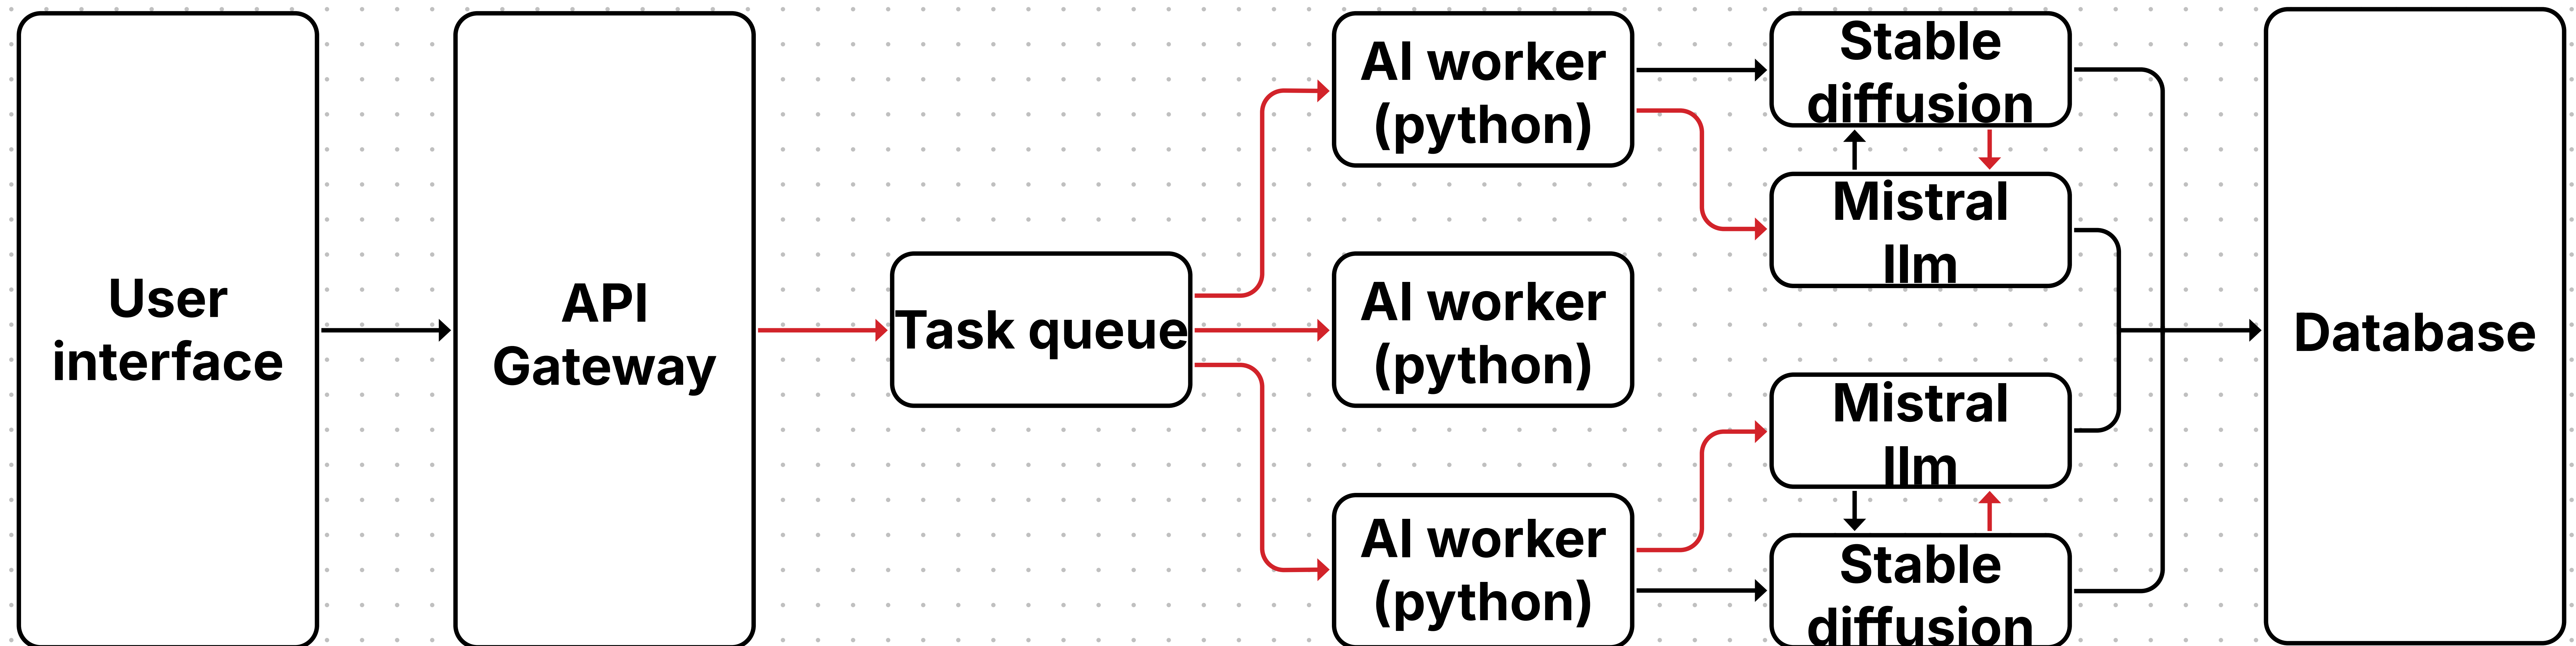 User
interface
API
Gateway
Task queue
AI worker
(python)
AI worker
(python)
AI worker
(python)
Stable
diffusion
Mistral
llm
Mistral
llm
Stable
diffusion
Database